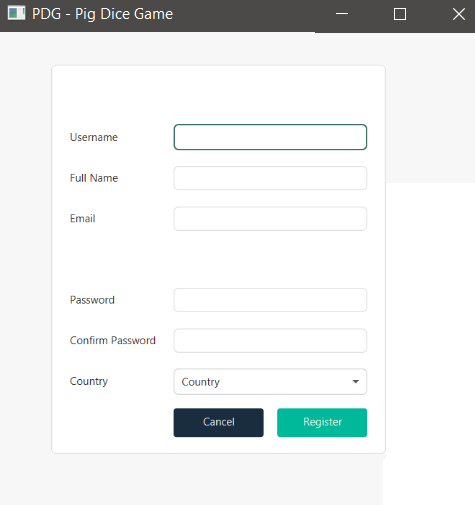 PDG - Pig Dice Game
Username
Full Name
Email
Password
Confirm Password
Country
Country
Cancel
Register